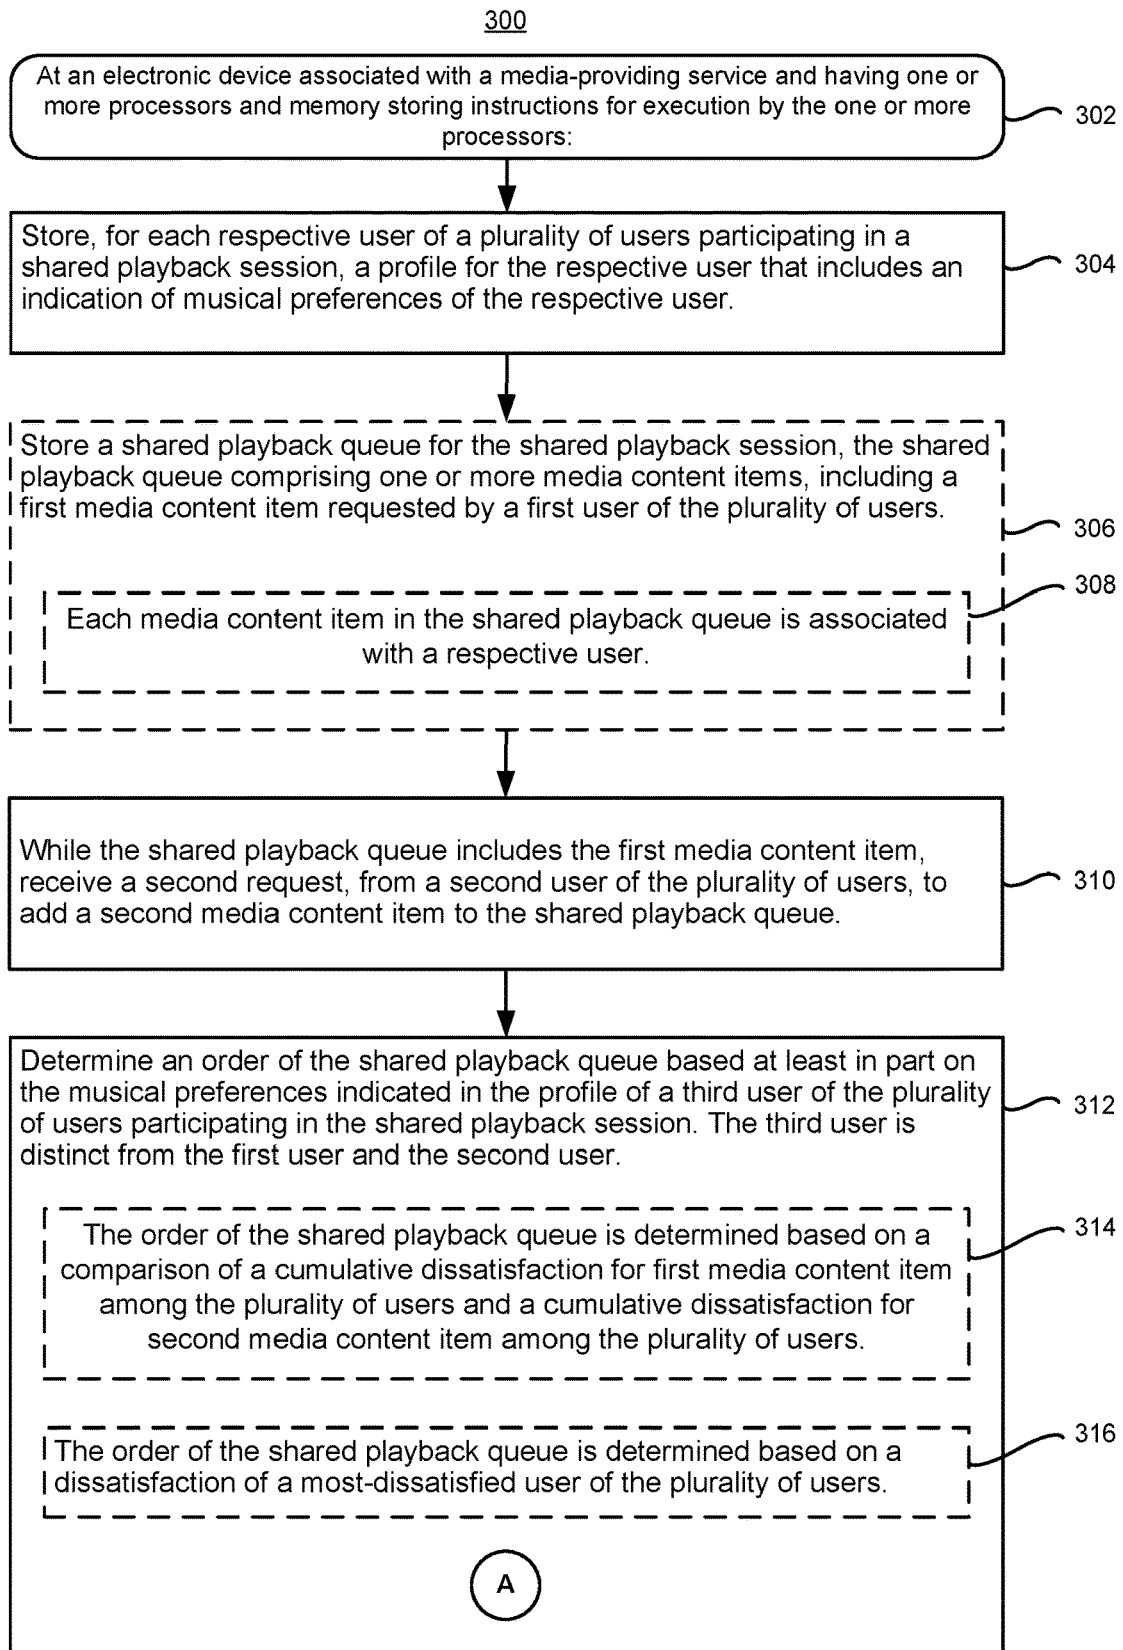 300
At an electronic device associated with a media-providing service and having one or
more processors and memory storing instructions for execution by the one or more
processors:
302
Store, for each respective user of a plurality of users participating in a
shared playback session, a profile for the respective user that includes an
indication of musical preferences of the respective user.
304
Store a shared playback queue for the shared playback session, the shared
playback queue comprising one or more media content items, including a
first media content item requested by a first user of the plurality of users.
306
308
Each media content item in the shared playback queue is associated
with a respective user.
While the shared playback queue includes the first media content item,
receive a second request, from a second user of the plurality of users, to
add a second media content item to the shared playback queue.
310
Determine an order of the shared playback queue based at least in part on
the musical preferences indicated in the profile of a third user of the plurality
of users participating in the shared playback session. The third user is
distinct from the first user and the second user.
312
The order of the shared playback queue is determined based on a
comparison of a cumulative dissatisfaction for first media content item
among the plurality of users and a cumulative dissatisfaction for
second media content item among the plurality of users.
314
The order of the shared playback queue is determined based on a
dissatisfaction of a most-dissatisfied user of the plurality of users.
316
A